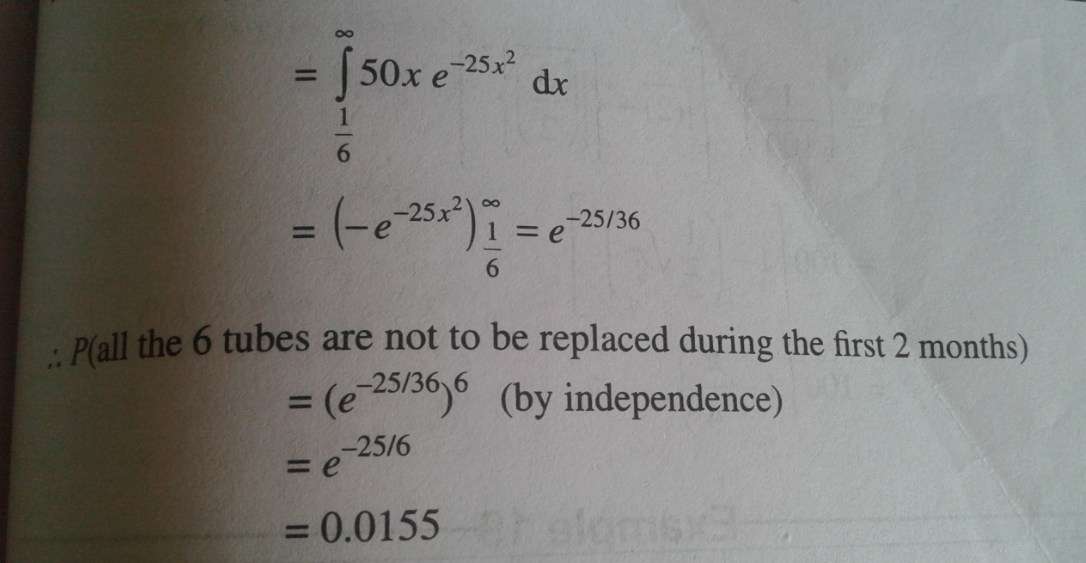 = ∫_{1/6}^{∞} 50x e^{−25x²} dx
= (−e^{−25x²})_{1/6}^{∞} = e^{−25/36}
∴ P(all the 6 tubes are not to be replaced during the first 2 months)
= (e^{−25/36})^6 (by independence)
= e^{−25/6}
= 0.0155